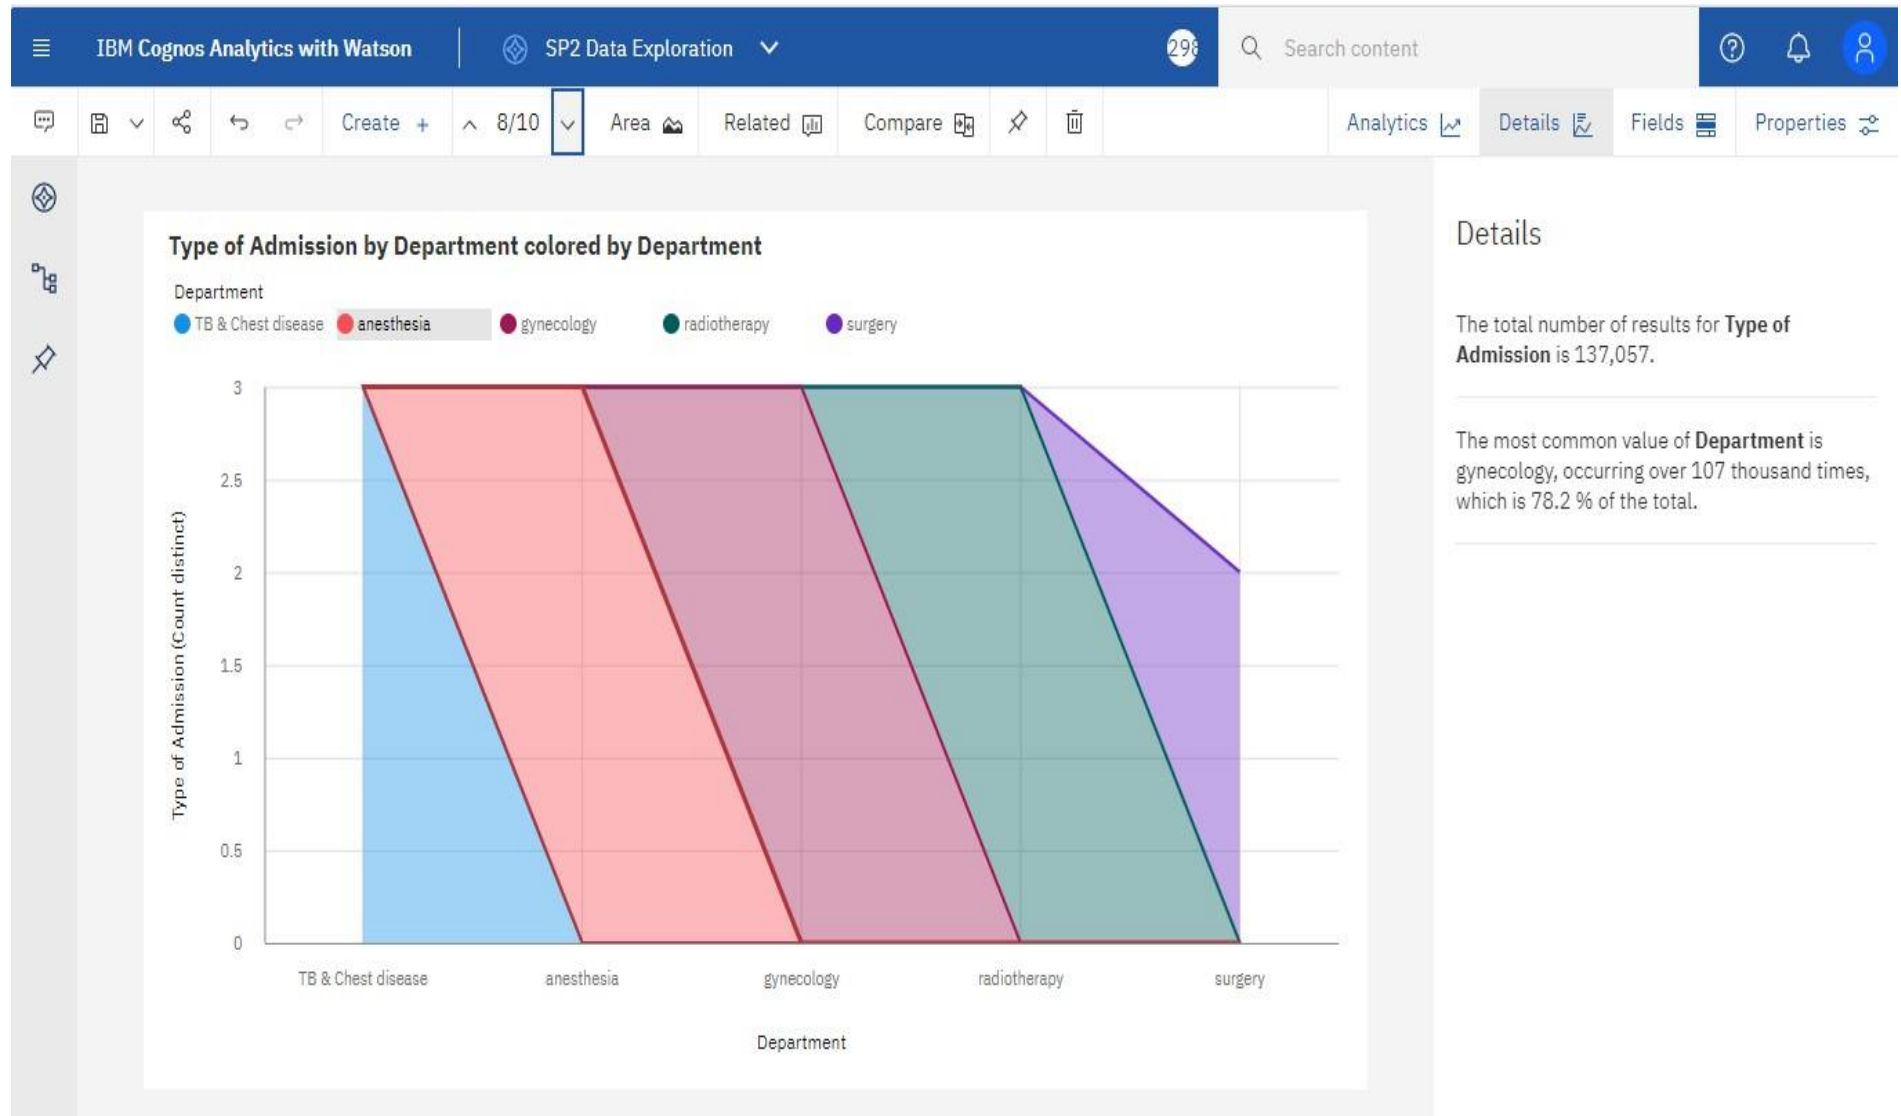 IBM Cognos Analytics with Watson
SP2 Data Exploration
298
Search content
Create +
8/10
Area
Related
Compare
Analytics
Details
Fields
Properties
Type of Admission by Department colored by Department
Department
TB & Chest disease
anesthesia
gynecology
radiotherapy
surgery
3
2.5
2
1.5
1
0.5
0
Type of Admission (Count distinct)
TB & Chest disease
anesthesia
gynecology
radiotherapy
surgery
Department
Details
The total number of results for Type of
Admission is 137,057.
The most common value of Department is
gynecology, occurring over 107 thousand times,
which is 78.2 % of the total.